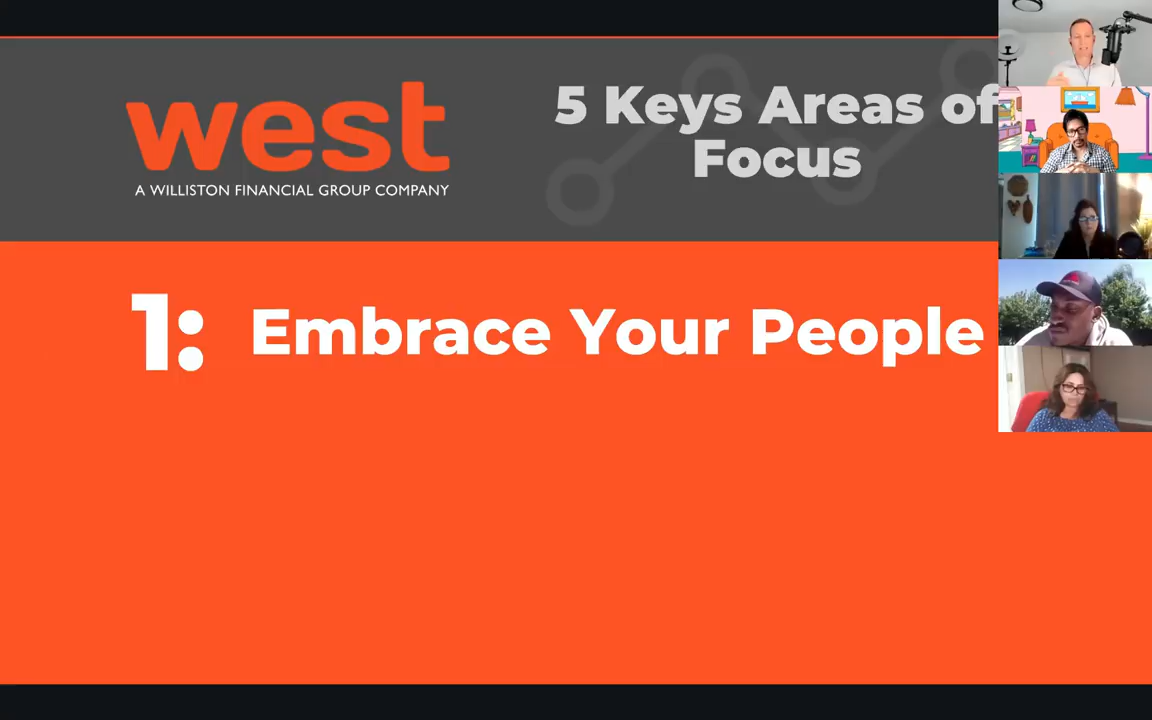 west
A WILLISTON FINANCIAL GROUP COMPANY
5 Keys Areas of
Focus
1: Embrace Your People